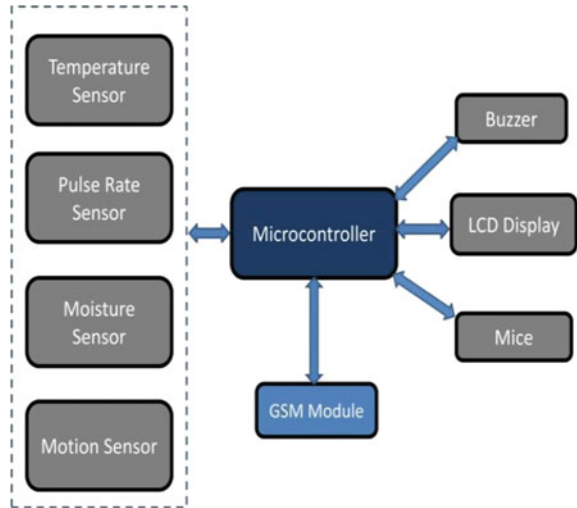 Temperature
Sensor
Pulse Rate
Sensor
Moisture
Sensor
Motion Sensor
Microcontroller
GSM Module
Buzzer
LCD Display
Mice